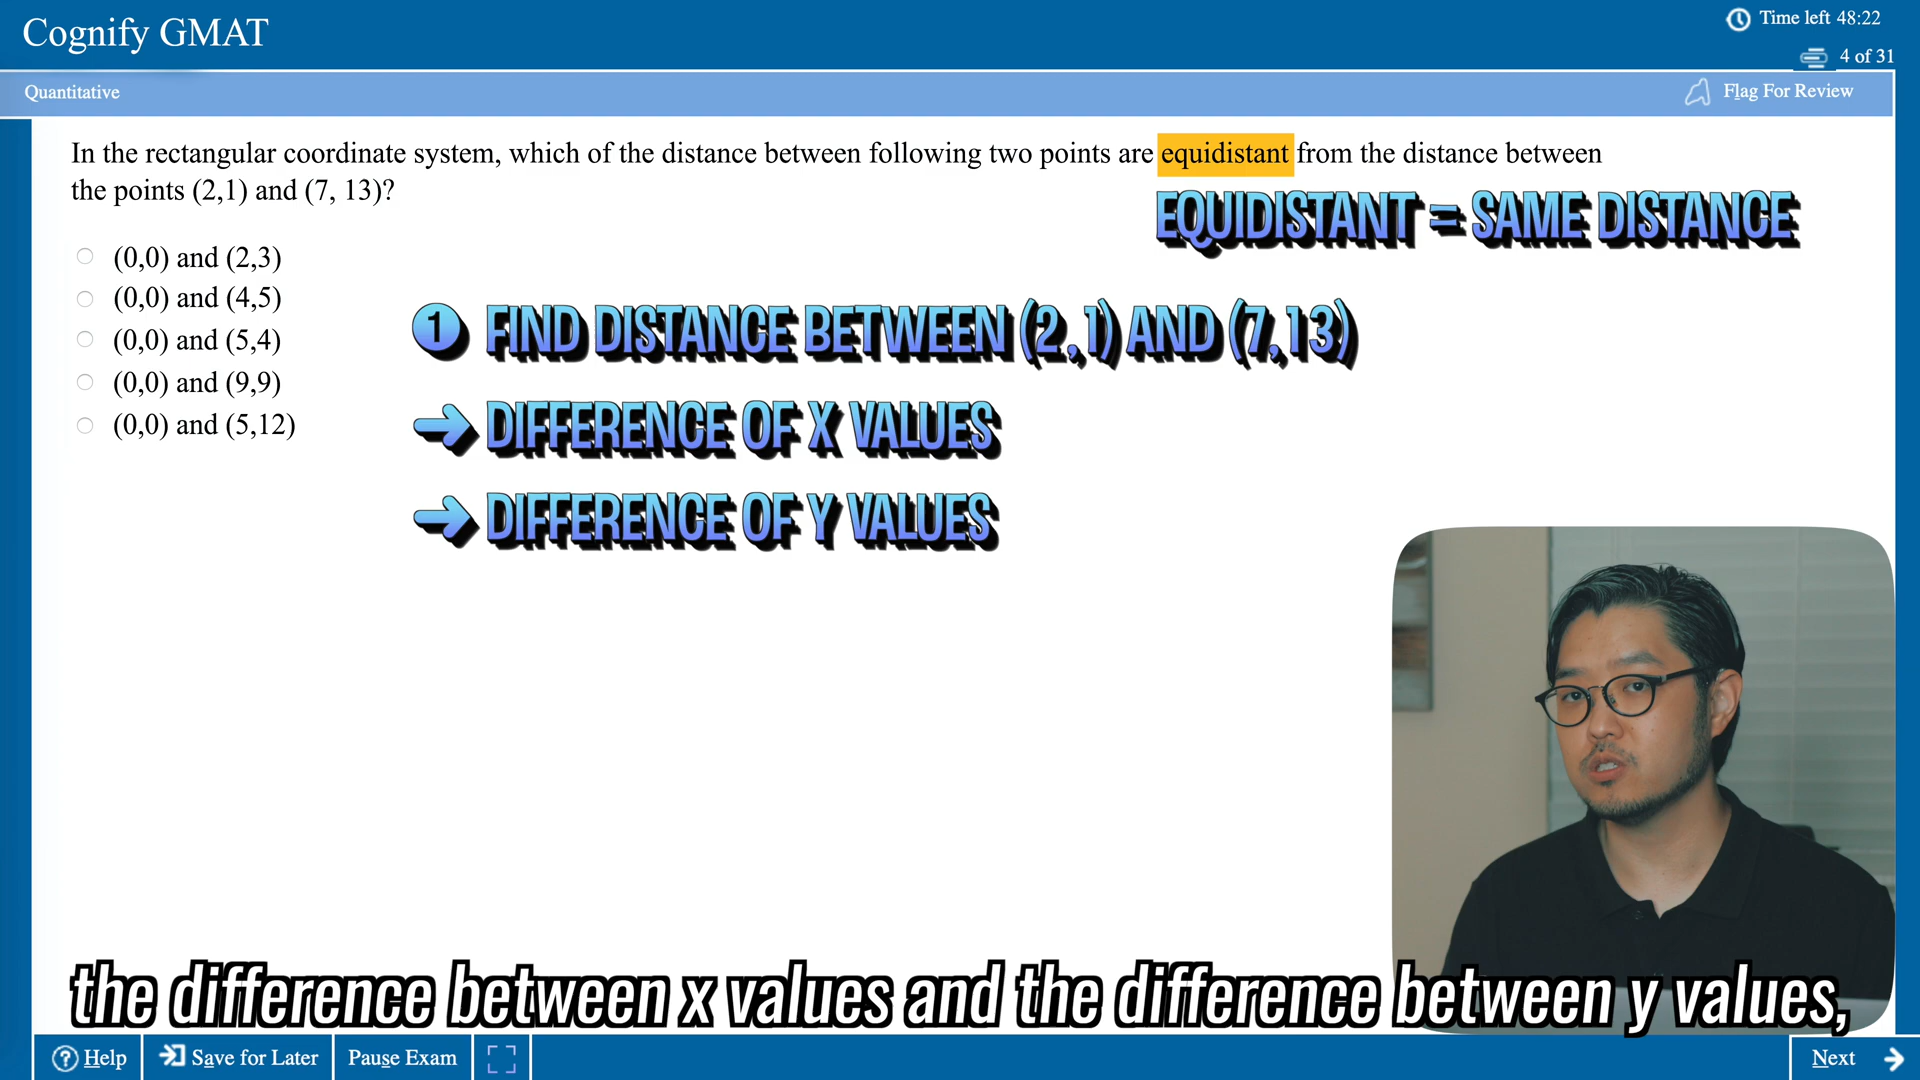 Cognify GMAT
Time left 48:22
4 of 31
Quantitative
Flag For Review
In the rectangular coordinate system, which of the distance between following two points are equidistant from the distance between
the points (2,1) and (7, 13)?
EQUIDISTANT = SAME DISTANCE
(0,0) and (2,3)
(0,0) and (4,5)
(0,0) and (5,4)
(0,0) and (9,9)
(0,0) and (5,12)
1 FIND DISTANCE BETWEEN (2,1) AND (7,13)
→ DIFFERENCE OF X VALUES
→ DIFFERENCE OF Y VALUES
the difference between x values and the difference between y values,
Help
Save for Later
Pause Exam
Next